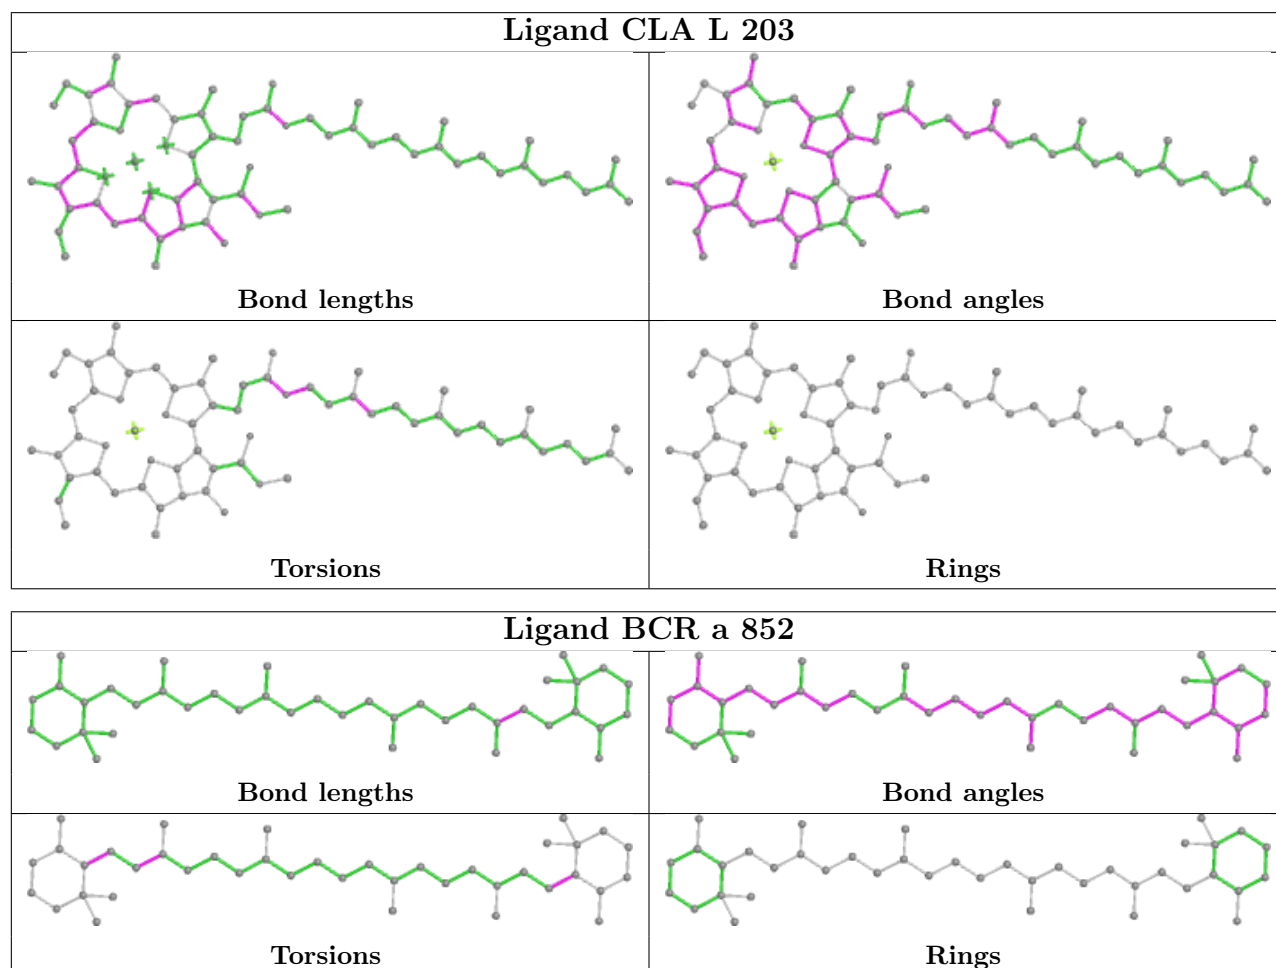 Ligand CLA L 203
Bond lengths
Bond angles
Torsions
Rings
Ligand BCR a 852
Bond lengths
Bond angles
Torsions
Rings